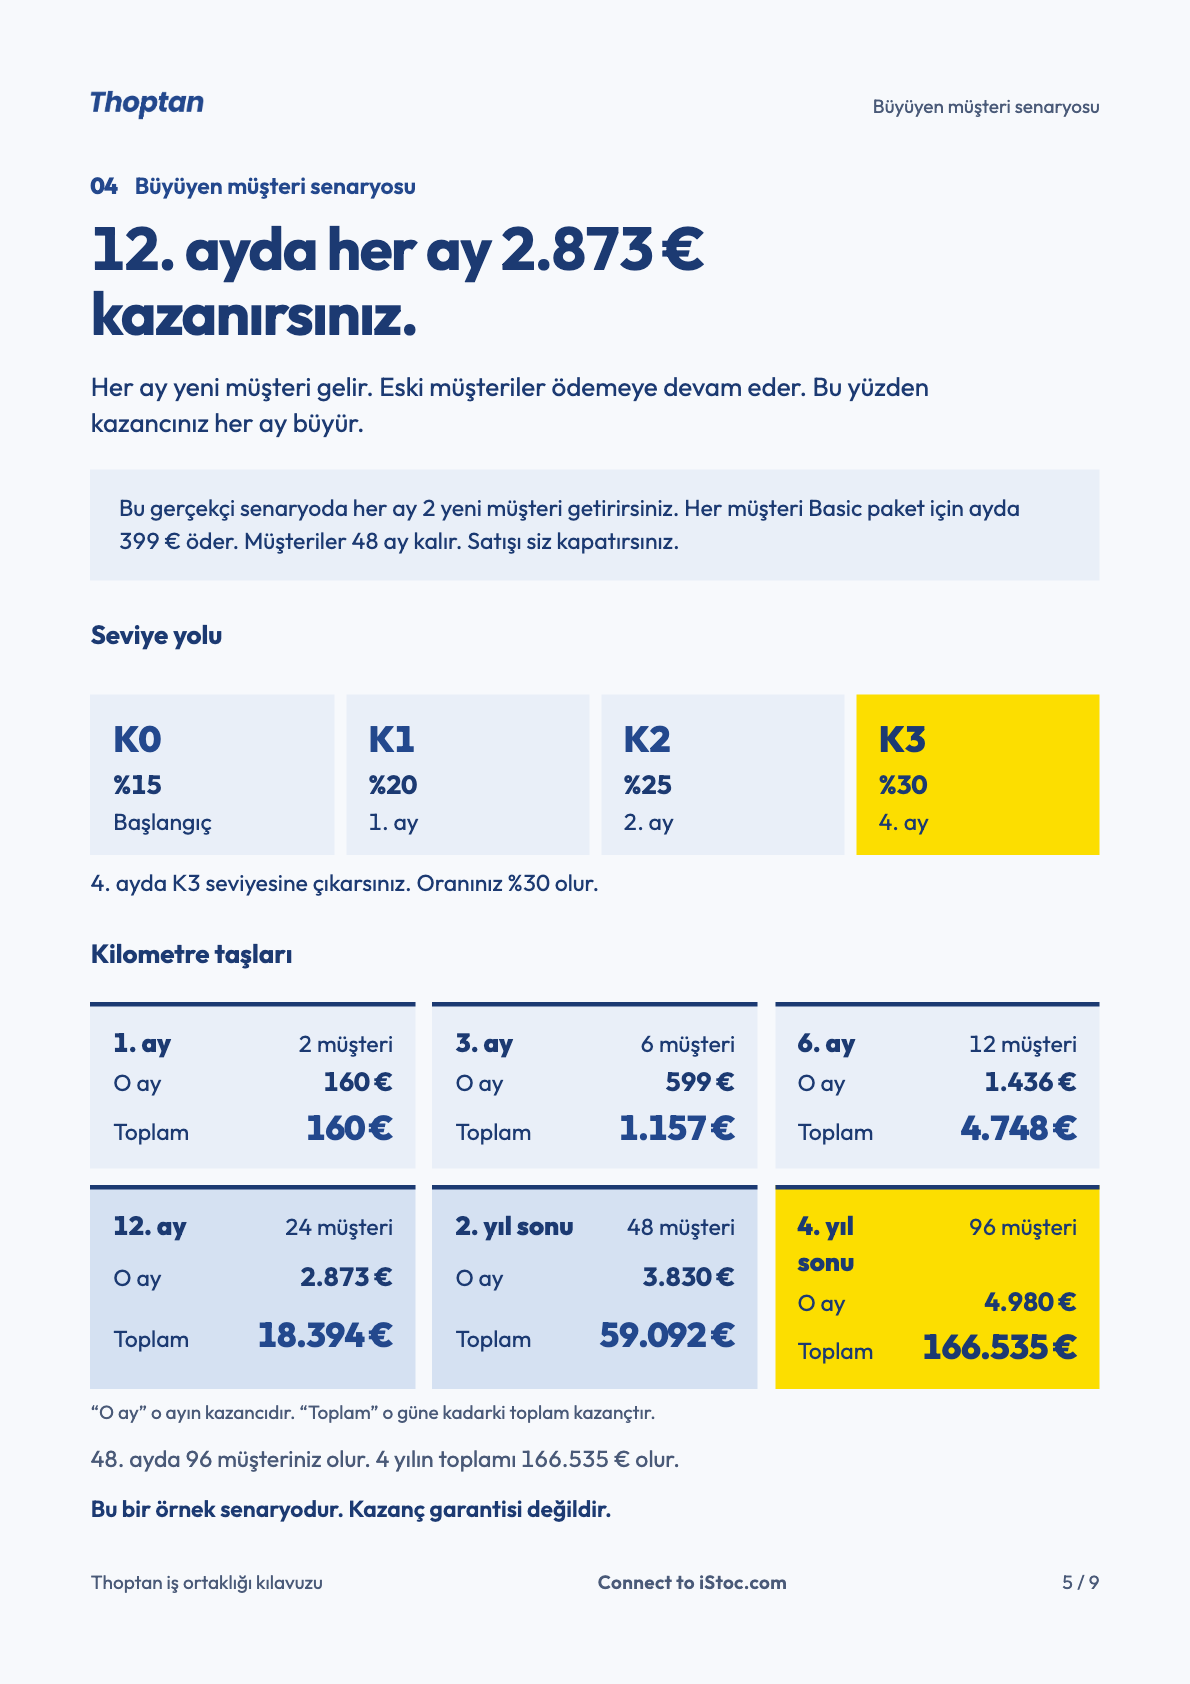 Thoptan
Büyüyen müşteri senaryosu
04 Büyüyen müşteri senaryosu
12. ayda her ay 2.873 €
kazanırsınız.
Her ay yeni müşteri gelir. Eski müşteriler ödemeye devam eder. Bu yüzden
kazancınız her ay büyür.
Bu gerçekçi senaryoda her ay 2 yeni müşteri getirirsiniz. Her müşteri Basic paket için ayda
399 € öder. Müşteriler 48 ay kalır. Satışı siz kapatırsınız.
Seviye yolu
K0
%15
Başlangıç
K1
%20
1. ay
K2
%25
2. ay
K3
%30
4. ay
4. ayda K3 seviyesine çıkarsınız. Oranınız %30 olur.
Kilometre taşları
1. ay 2 müşteri
O ay 160 €
Toplam 160 €
3. ay 6 müşteri
O ay 599 €
Toplam 1.157 €
6. ay 12 müşteri
O ay 1.436 €
Toplam 4.748 €
12. ay 24 müşteri
O ay 2.873 €
Toplam 18.394 €
2. yıl sonu 48 müşteri
O ay 3.830 €
Toplam 59.092 €
4. yıl 96 müşteri
sonu
O ay 4.980 €
Toplam 166.535 €
“O ay” o ayın kazancıdır. “Toplam” o güne kadarki toplam kazançtır.
48. ayda 96 müşteriniz olur. 4 yılın toplamı 166.535 € olur.
Bu bir örnek senaryodur. Kazanç garantisi değildir.
Thoptan iş ortaklığı kılavuzu
Connect to iStoc.com
5 / 9